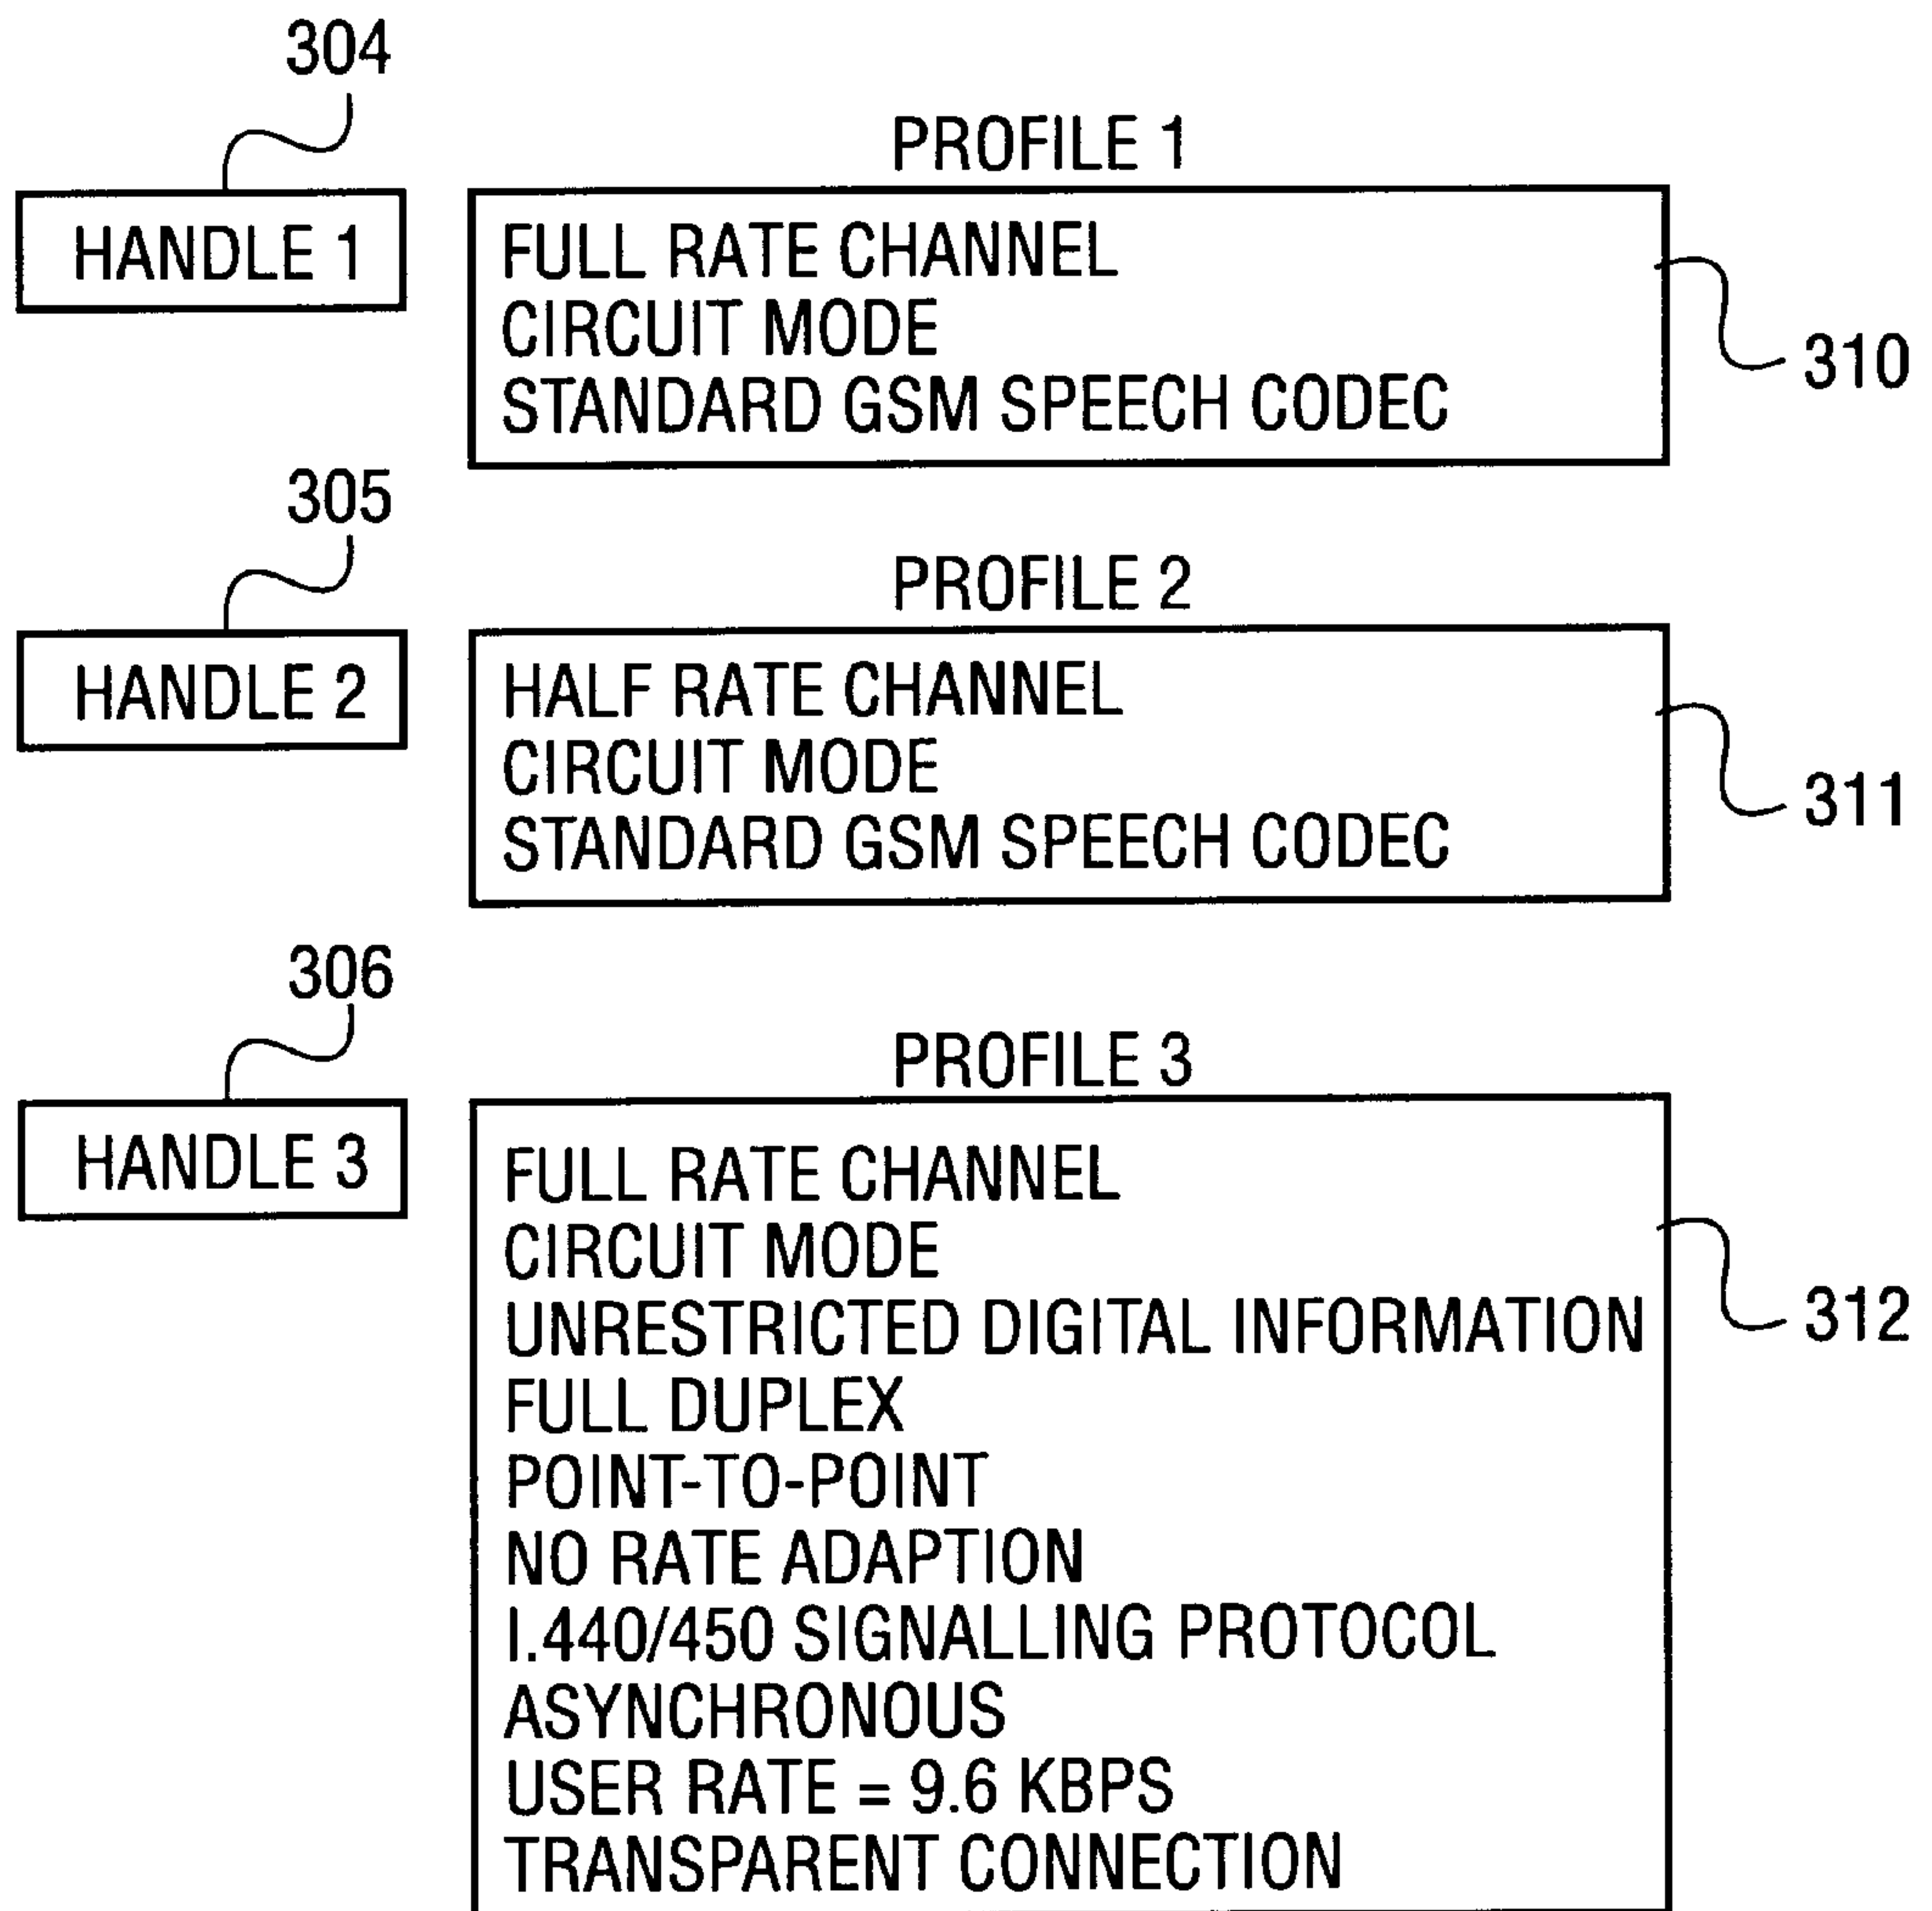 304
PROFILE 1
HANDLE 1
FULL RATE CHANNEL
CIRCUIT MODE
STANDARD GSM SPEECH CODEC
310
305
PROFILE 2
HANDLE 2
HALF RATE CHANNEL
CIRCUIT MODE
STANDARD GSM SPEECH CODEC
311
306
PROFILE 3
HANDLE 3
FULL RATE CHANNEL
CIRCUIT MODE
UNRESTRICTED DIGITAL INFORMATION
312
FULL DUPLEX
POINT-TO-POINT
NO RATE ADAPTION
I.440/450 SIGNALLING PROTOCOL
ASYNCHRONOUS
USER RATE = 9.6 KBPS
TRANSPARENT CONNECTION